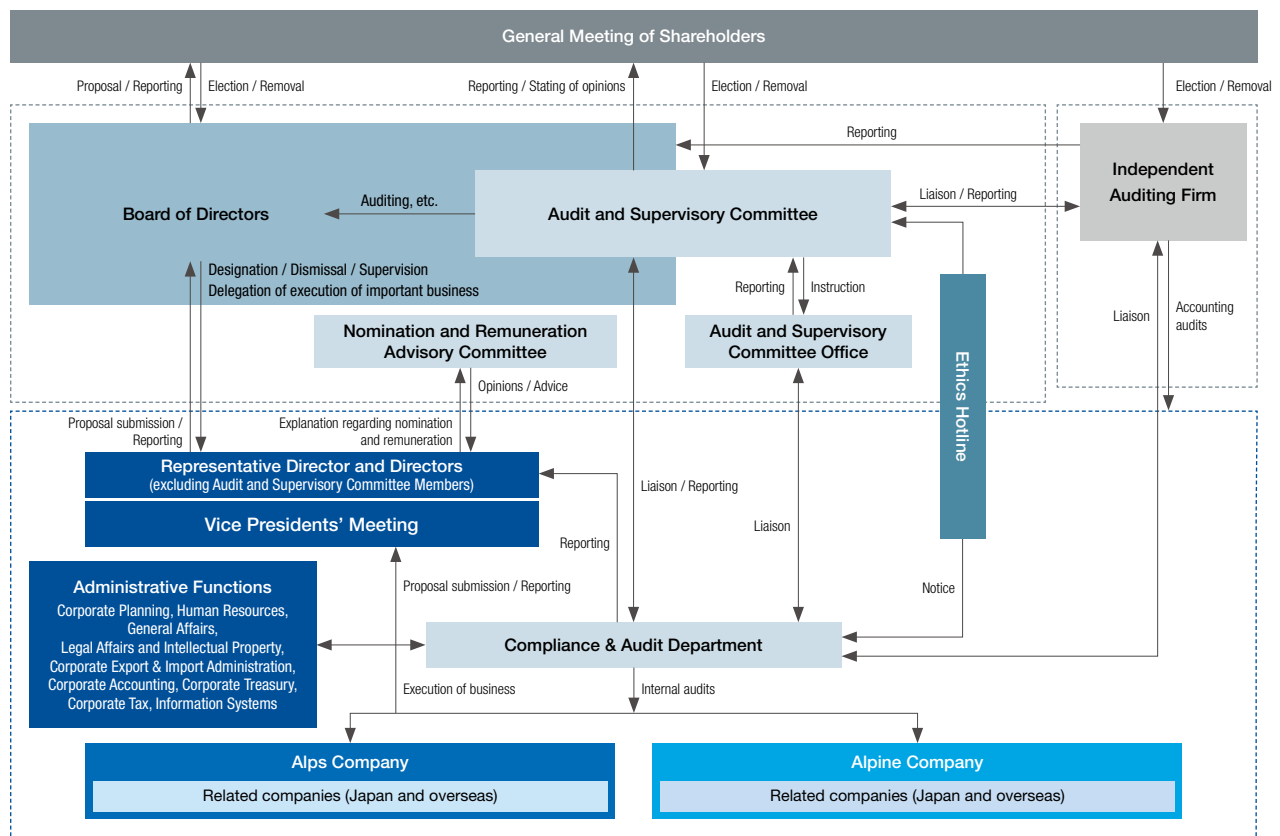 General Meeting of Shareholders
Proposal / Reporting
Election / Removal
Reporting / Stating of opinions
Election / Removal
Election / Removal
Reporting
Independent
Auditing Firm
Board of Directors
Auditing, etc.
Audit and Supervisory Committee
Liaison / Reporting
Designation / Dismissal / Supervision
Delegation of execution of important business
Reporting
Instruction
Liaison
Accounting
audits
Nomination and Remuneration
Advisory Committee
Audit and Supervisory
Committee Office
Ethics Hotline
Opinions / Advice
Proposal submission /
Reporting
Explanation regarding nomination
and remuneration
Representative Director and Directors
(excluding Audit and Supervisory Committee Members)
Vice Presidents’ Meeting
Liaison / Reporting
Liaison
Reporting
Notice
Administrative Functions
Corporate Planning, Human Resources,
General Affairs,
Legal Affairs and Intellectual Property,
Corporate Export & Import Administration,
Corporate Accounting, Corporate Treasury,
Corporate Tax, Information Systems
Proposal submission / Reporting
Compliance & Audit Department
Execution of business
Internal audits
Alps Company
Related companies (Japan and overseas)
Alpine Company
Related companies (Japan and overseas)